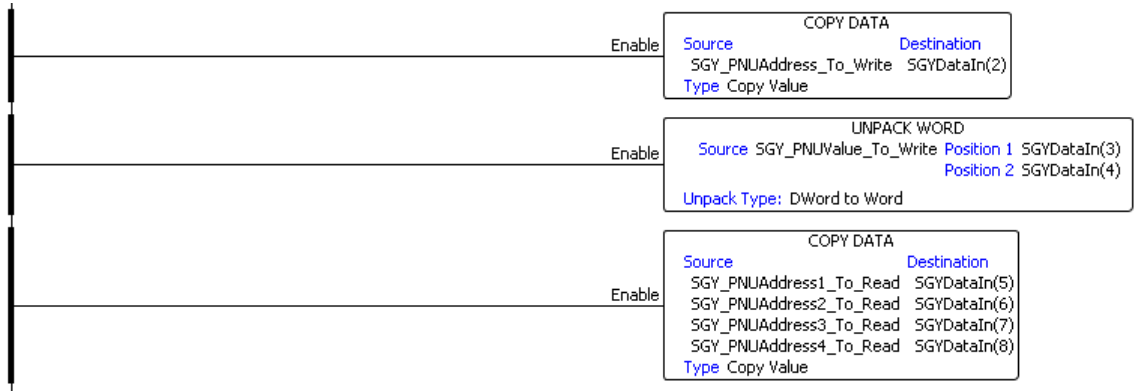 COPY DATA
Enable Source Destination
SGY_PNUAddress_To_Write SGYDataIn(2)
Type Copy Value
UNPACK WORD
Enable Source SGY_PNUValue_To_Write Position 1 SGYDataIn(3)
Position 2 SGYDataIn(4)
Unpack Type: DWord to Word
COPY DATA
Source Destination
SGY_PNUAddress1_To_Read SGYDataIn(5)
Enable SGY_PNUAddress2_To_Read SGYDataIn(6)
SGY_PNUAddress3_To_Read SGYDataIn(7)
SGY_PNUAddress4_To_Read SGYDataIn(8)
Type Copy Value